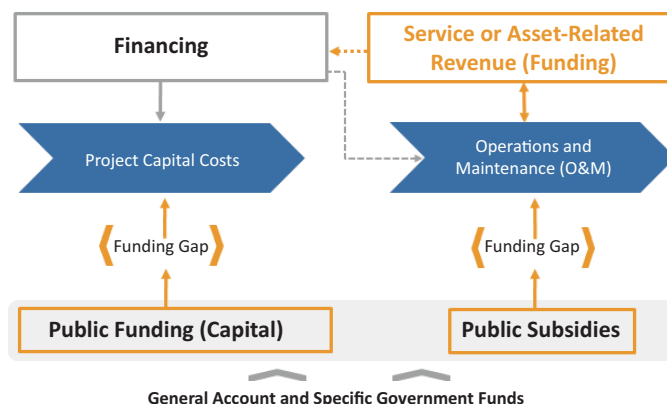 Financing
Service or Asset-Related
Revenue (Funding)
Project Capital Costs
Operations and
Maintenance (O&M)
Funding Gap
Funding Gap
Public Funding (Capital)
Public Subsidies
General Account and Specific Government Funds